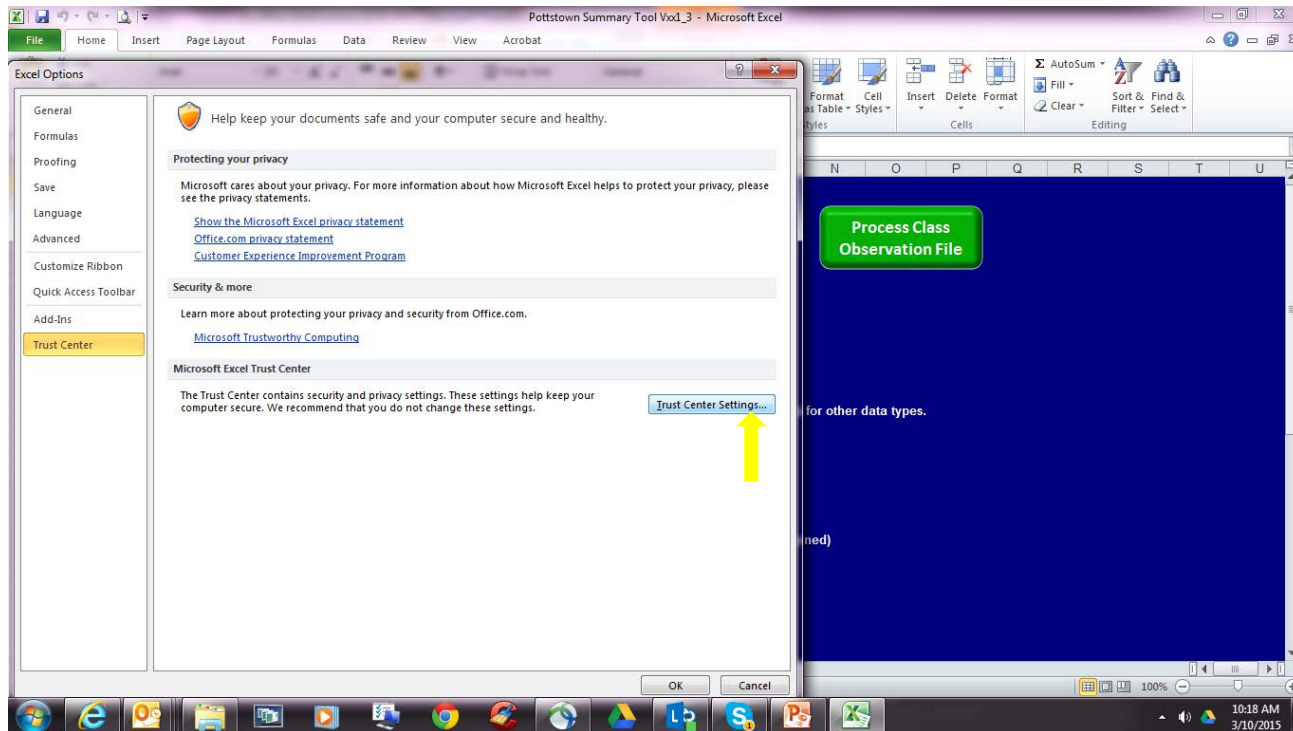 Pottstown Summary Tool Vxx1_3 - Microsoft Excel
File Home Insert Page Layout Formulas Data Review View Acrobat
Excel Options
General
Formulas
Proofing
Save
Language
Advanced
Customize Ribbon
Quick Access Toolbar
Add-Ins
Trust Center
Help keep your documents safe and your computer secure and healthy.
Protecting your privacy
Microsoft cares about your privacy. For more information about how Microsoft Excel helps to protect your privacy, please
see the privacy statements.
Show the Microsoft Excel privacy statement
Office.com privacy statement
Customer Experience Improvement Program
Security & more
Learn more about protecting your privacy and security from Office.com.
Microsoft Trustworthy Computing
Microsoft Excel Trust Center
The Trust Center contains security and privacy settings. These settings help keep your
computer secure. We recommend that you do not change these settings.
Trust Center Settings...
OK Cancel
Format Cell Insert Delete Format
as Table Styles
Σ AutoSum
Fill
Clear
Sort & Find &
Filter Select
Cells Editing
N O P Q R S T U
Process Class
Observation File
for other data types.
ned)
100%
10:18 AM
3/10/2015